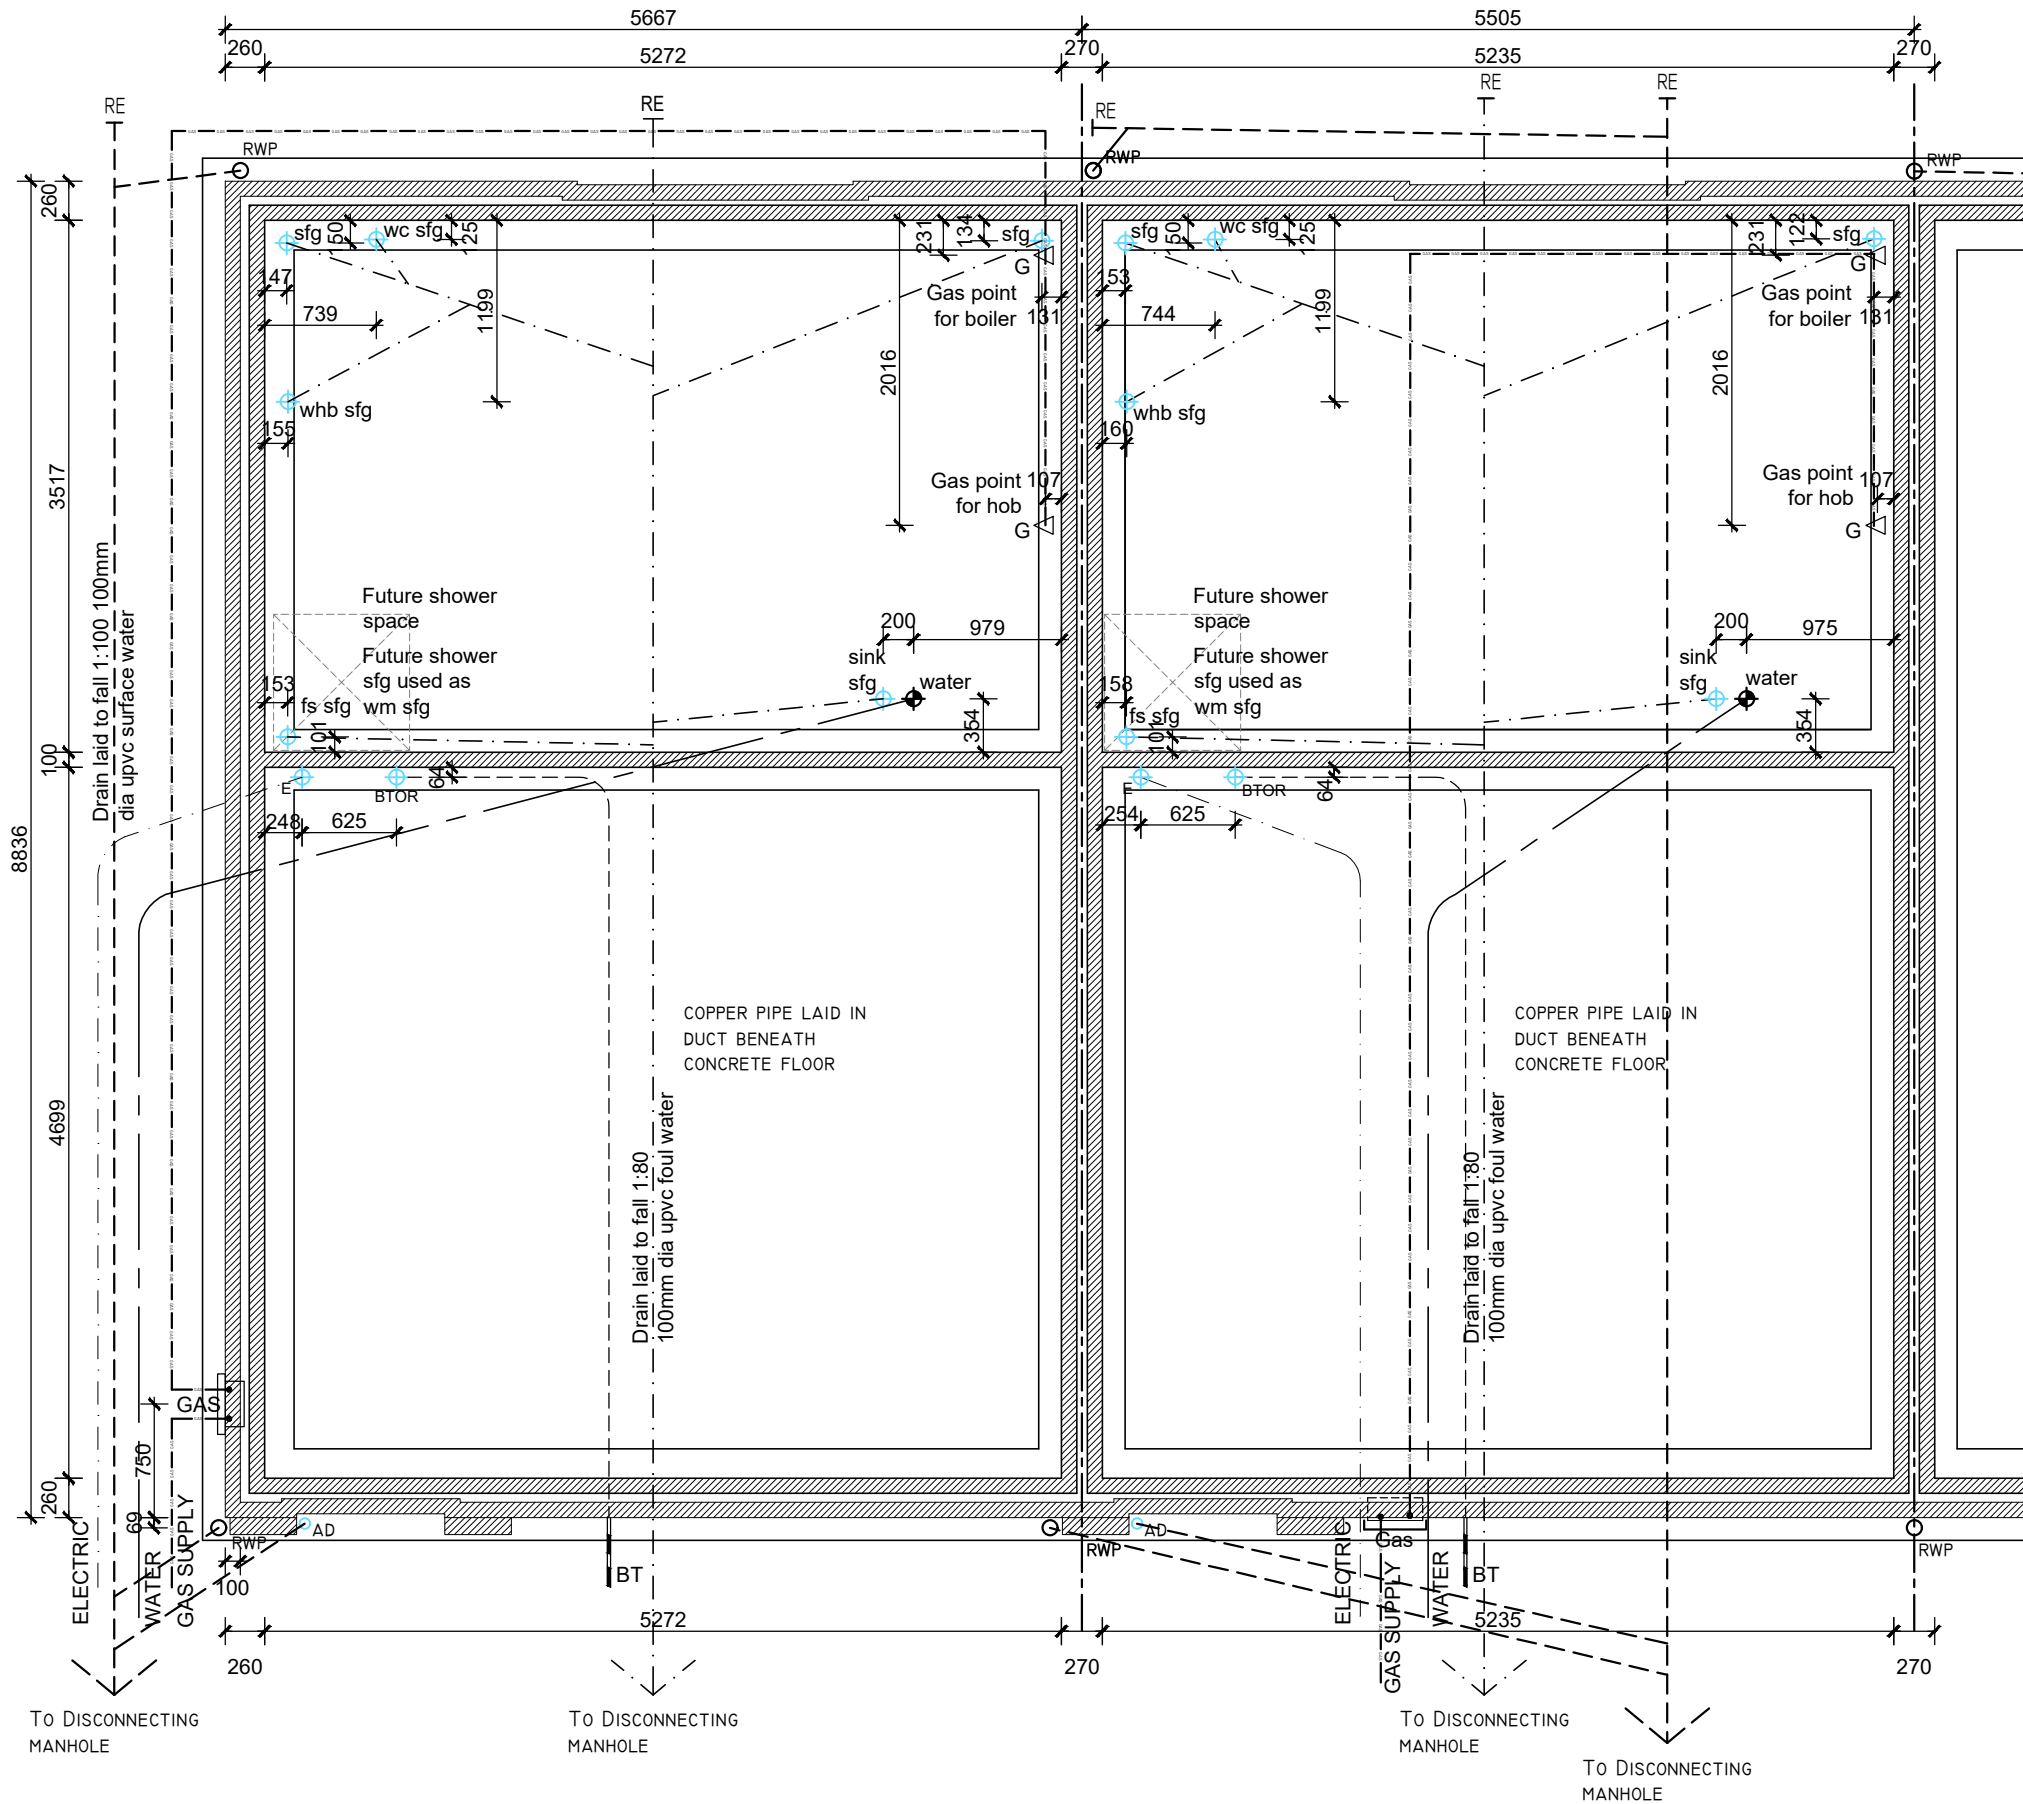 5667
5505
260
5272
270
5235
270
RE
RE
RE
RE
RE
RWP
RWP
RWP
260
sfg
150
wc sfg
125
231
134
sfg
G
sfg
150
wc sfg
125
231
122
sfg
G
147
739
1199
Gas point
for boiler
131
2016
153
744
1199
Gas point
for boiler
131
2016
whb sfg
155
whb sfg
160
3517
Gas point
for hob
107
G
Gas point
for hob
107
G
Drain laid to fall 1:100 100mm
dia upvc surface water
Future shower
space
Future shower
sfg used as
wm sfg
153
fs sfg
101
200
979
sink
sfg
water
354
Future shower
space
Future shower
sfg used as
wm sfg
158
fs sfg
101
200
975
sink
sfg
water
354
100
E
BTOR
64
248
625
E
BTOR
64
254
625
8836
COPPER PIPE LAID IN
DUCT BENEATH
CONCRETE FLOOR
COPPER PIPE LAID IN
DUCT BENEATH
CONCRETE FLOOR
4699
Drain laid to fall 1:80
100mm dia upvc foul water
Drain laid to fall 1:80
100mm dia upvc foul water
GAS
750
260
69
ELECTRIC
WATER
GAS SUPPLY
RWP
AD
100
BT
RWP
AD
ELECTRIC
Gas
GAS SUPPLY
WATER
BT
RWP
5272
5235
260
270
270
TO DISCONNECTING
MANHOLE
TO DISCONNECTING
MANHOLE
TO DISCONNECTING
MANHOLE
TO DISCONNECTING
MANHOLE